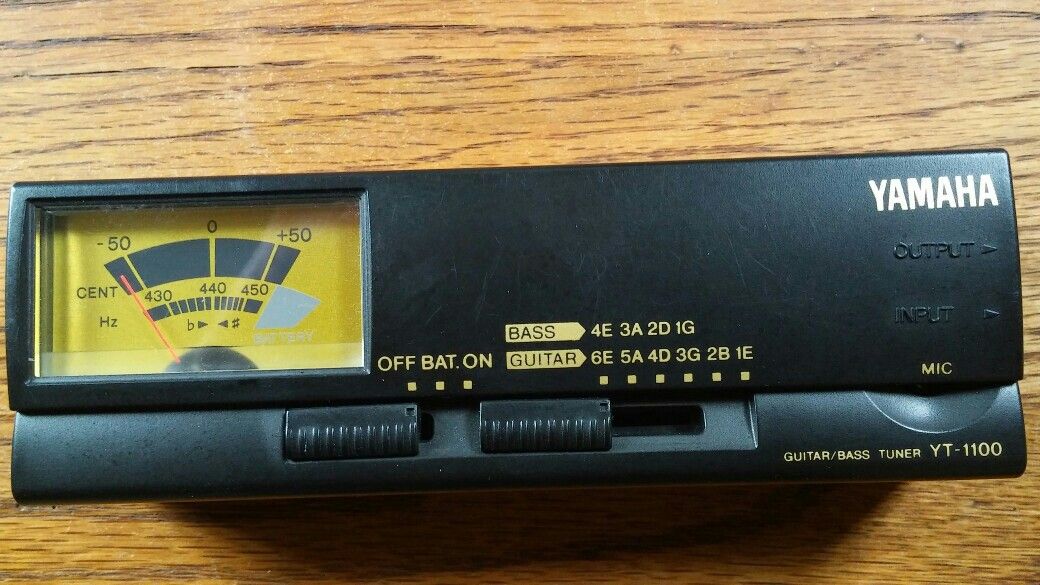 YAMAHA
-50 0 +50
CENT
430 440 450
Hz
♭► ◄♯
BATTERY
OUTPUT >
INPUT >
BASS 4E 3A 2D 1G
OFF BAT. ON GUITAR 6E 5A 4D 3G 2B 1E
MIC
GUITAR/BASS TUNER YT-1100